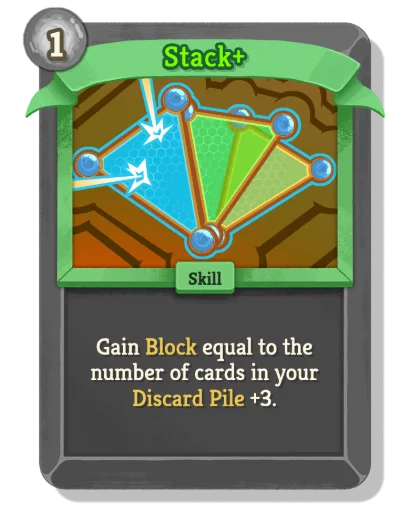 1
Stack+
Skill
Gain Block equal to the
number of cards in your
Discard Pile +3.